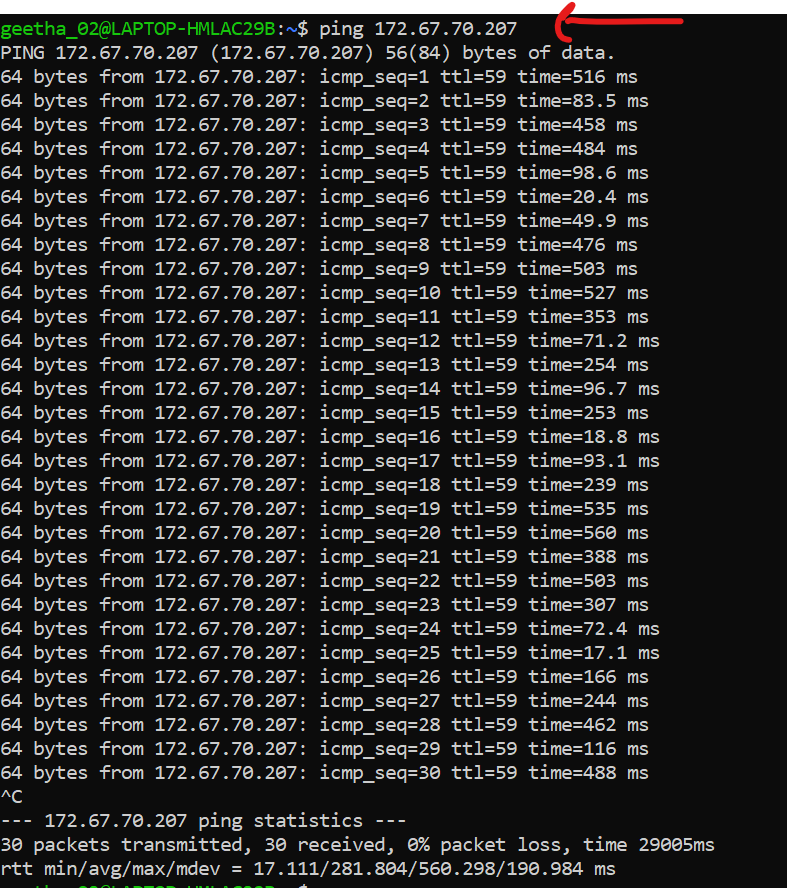 geetha_02@LAPTOP-HMLAC29B:~$ ping 172.67.70.207
PING 172.67.70.207 (172.67.70.207) 56(84) bytes of data.
64 bytes from 172.67.70.207: icmp_seq=1 ttl=59 time=516 ms
64 bytes from 172.67.70.207: icmp_seq=2 ttl=59 time=83.5 ms
64 bytes from 172.67.70.207: icmp_seq=3 ttl=59 time=458 ms
64 bytes from 172.67.70.207: icmp_seq=4 ttl=59 time=484 ms
64 bytes from 172.67.70.207: icmp_seq=5 ttl=59 time=98.6 ms
64 bytes from 172.67.70.207: icmp_seq=6 ttl=59 time=20.4 ms
64 bytes from 172.67.70.207: icmp_seq=7 ttl=59 time=49.9 ms
64 bytes from 172.67.70.207: icmp_seq=8 ttl=59 time=476 ms
64 bytes from 172.67.70.207: icmp_seq=9 ttl=59 time=503 ms
64 bytes from 172.67.70.207: icmp_seq=10 ttl=59 time=527 ms
64 bytes from 172.67.70.207: icmp_seq=11 ttl=59 time=353 ms
64 bytes from 172.67.70.207: icmp_seq=12 ttl=59 time=71.2 ms
64 bytes from 172.67.70.207: icmp_seq=13 ttl=59 time=254 ms
64 bytes from 172.67.70.207: icmp_seq=14 ttl=59 time=96.7 ms
64 bytes from 172.67.70.207: icmp_seq=15 ttl=59 time=253 ms
64 bytes from 172.67.70.207: icmp_seq=16 ttl=59 time=18.8 ms
64 bytes from 172.67.70.207: icmp_seq=17 ttl=59 time=93.1 ms
64 bytes from 172.67.70.207: icmp_seq=18 ttl=59 time=239 ms
64 bytes from 172.67.70.207: icmp_seq=19 ttl=59 time=535 ms
64 bytes from 172.67.70.207: icmp_seq=20 ttl=59 time=560 ms
64 bytes from 172.67.70.207: icmp_seq=21 ttl=59 time=388 ms
64 bytes from 172.67.70.207: icmp_seq=22 ttl=59 time=503 ms
64 bytes from 172.67.70.207: icmp_seq=23 ttl=59 time=307 ms
64 bytes from 172.67.70.207: icmp_seq=24 ttl=59 time=72.4 ms
64 bytes from 172.67.70.207: icmp_seq=25 ttl=59 time=17.1 ms
64 bytes from 172.67.70.207: icmp_seq=26 ttl=59 time=166 ms
64 bytes from 172.67.70.207: icmp_seq=27 ttl=59 time=244 ms
64 bytes from 172.67.70.207: icmp_seq=28 ttl=59 time=462 ms
64 bytes from 172.67.70.207: icmp_seq=29 ttl=59 time=116 ms
64 bytes from 172.67.70.207: icmp_seq=30 ttl=59 time=488 ms
^C
--- 172.67.70.207 ping statistics ---
30 packets transmitted, 30 received, 0% packet loss, time 29005ms
rtt min/avg/max/mdev = 17.111/281.804/560.298/190.984 ms